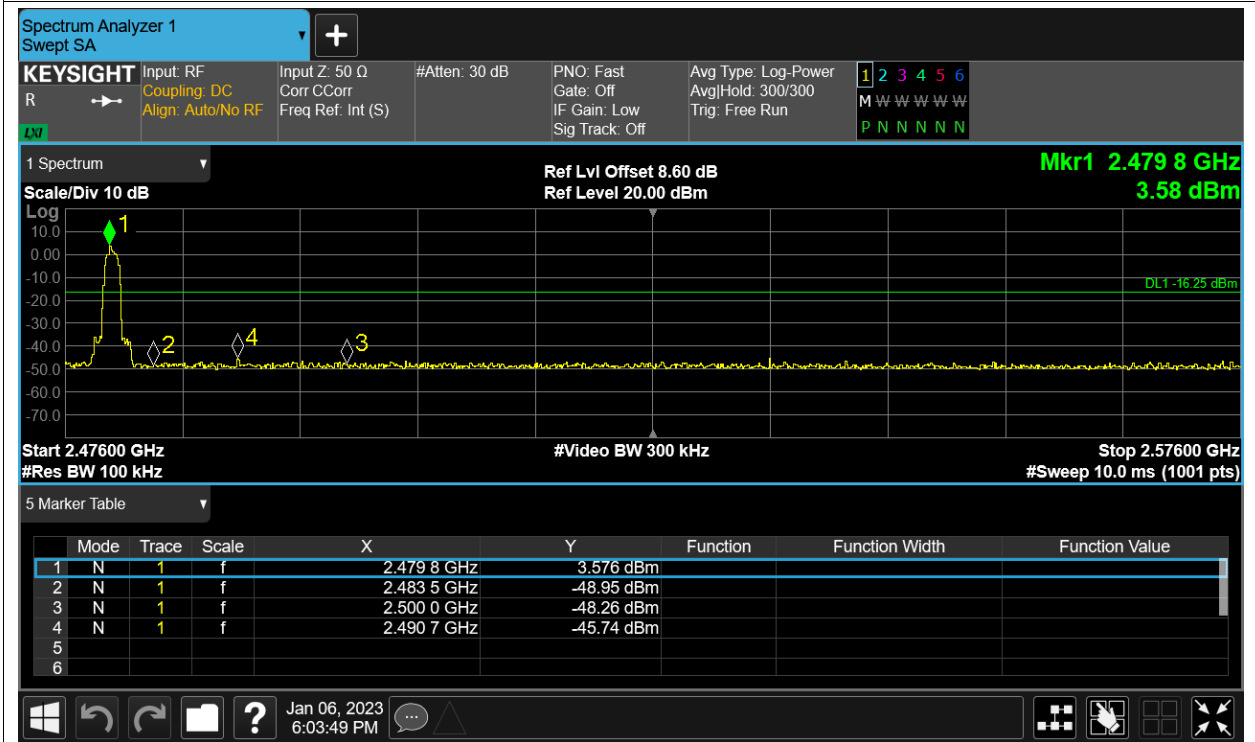 Spectrum Analyzer 1
Swept SA
+
KEYSIGHT Input: RF Input Z: 50 Ω #Atten: 30 dB PNO: Fast Avg Type: Log-Power 1 2 3 4 5 6
R Coupling: DC Corr CCorr Gate: Off Avg|Hold: 300/300 M W W W W W
Align: Auto/No RF Freq Ref: Int (S) IF Gain: Low Trig: Free Run
LXI Sig Track: Off P N N N N N
1 Spectrum Ref Lvl Offset 8.60 dB Mkr1 2.479 8 GHz
Scale/Div 10 dB Ref Level 20.00 dBm 3.58 dBm
Log
1
10.0
0.00
-10.0
DL1 -16.25 dBm
-20.0
-30.0
2 4 3
-40.0
-50.0
-60.0
-70.0
Start 2.47600 GHz #Video BW 300 kHz Stop 2.57600 GHz
#Res BW 100 kHz #Sweep 10.0 ms (1001 pts)
5 Marker Table
Mode Trace Scale X Y Function Function Width Function Value
1 N 1 f 2.479 8 GHz 3.576 dBm
2 N 1 f 2.483 5 GHz -48.95 dBm
3 N 1 f 2.500 0 GHz -48.26 dBm
4 N 1 f 2.490 7 GHz -45.74 dBm
5
6
? Jan 06, 2023
6:03:49 PM